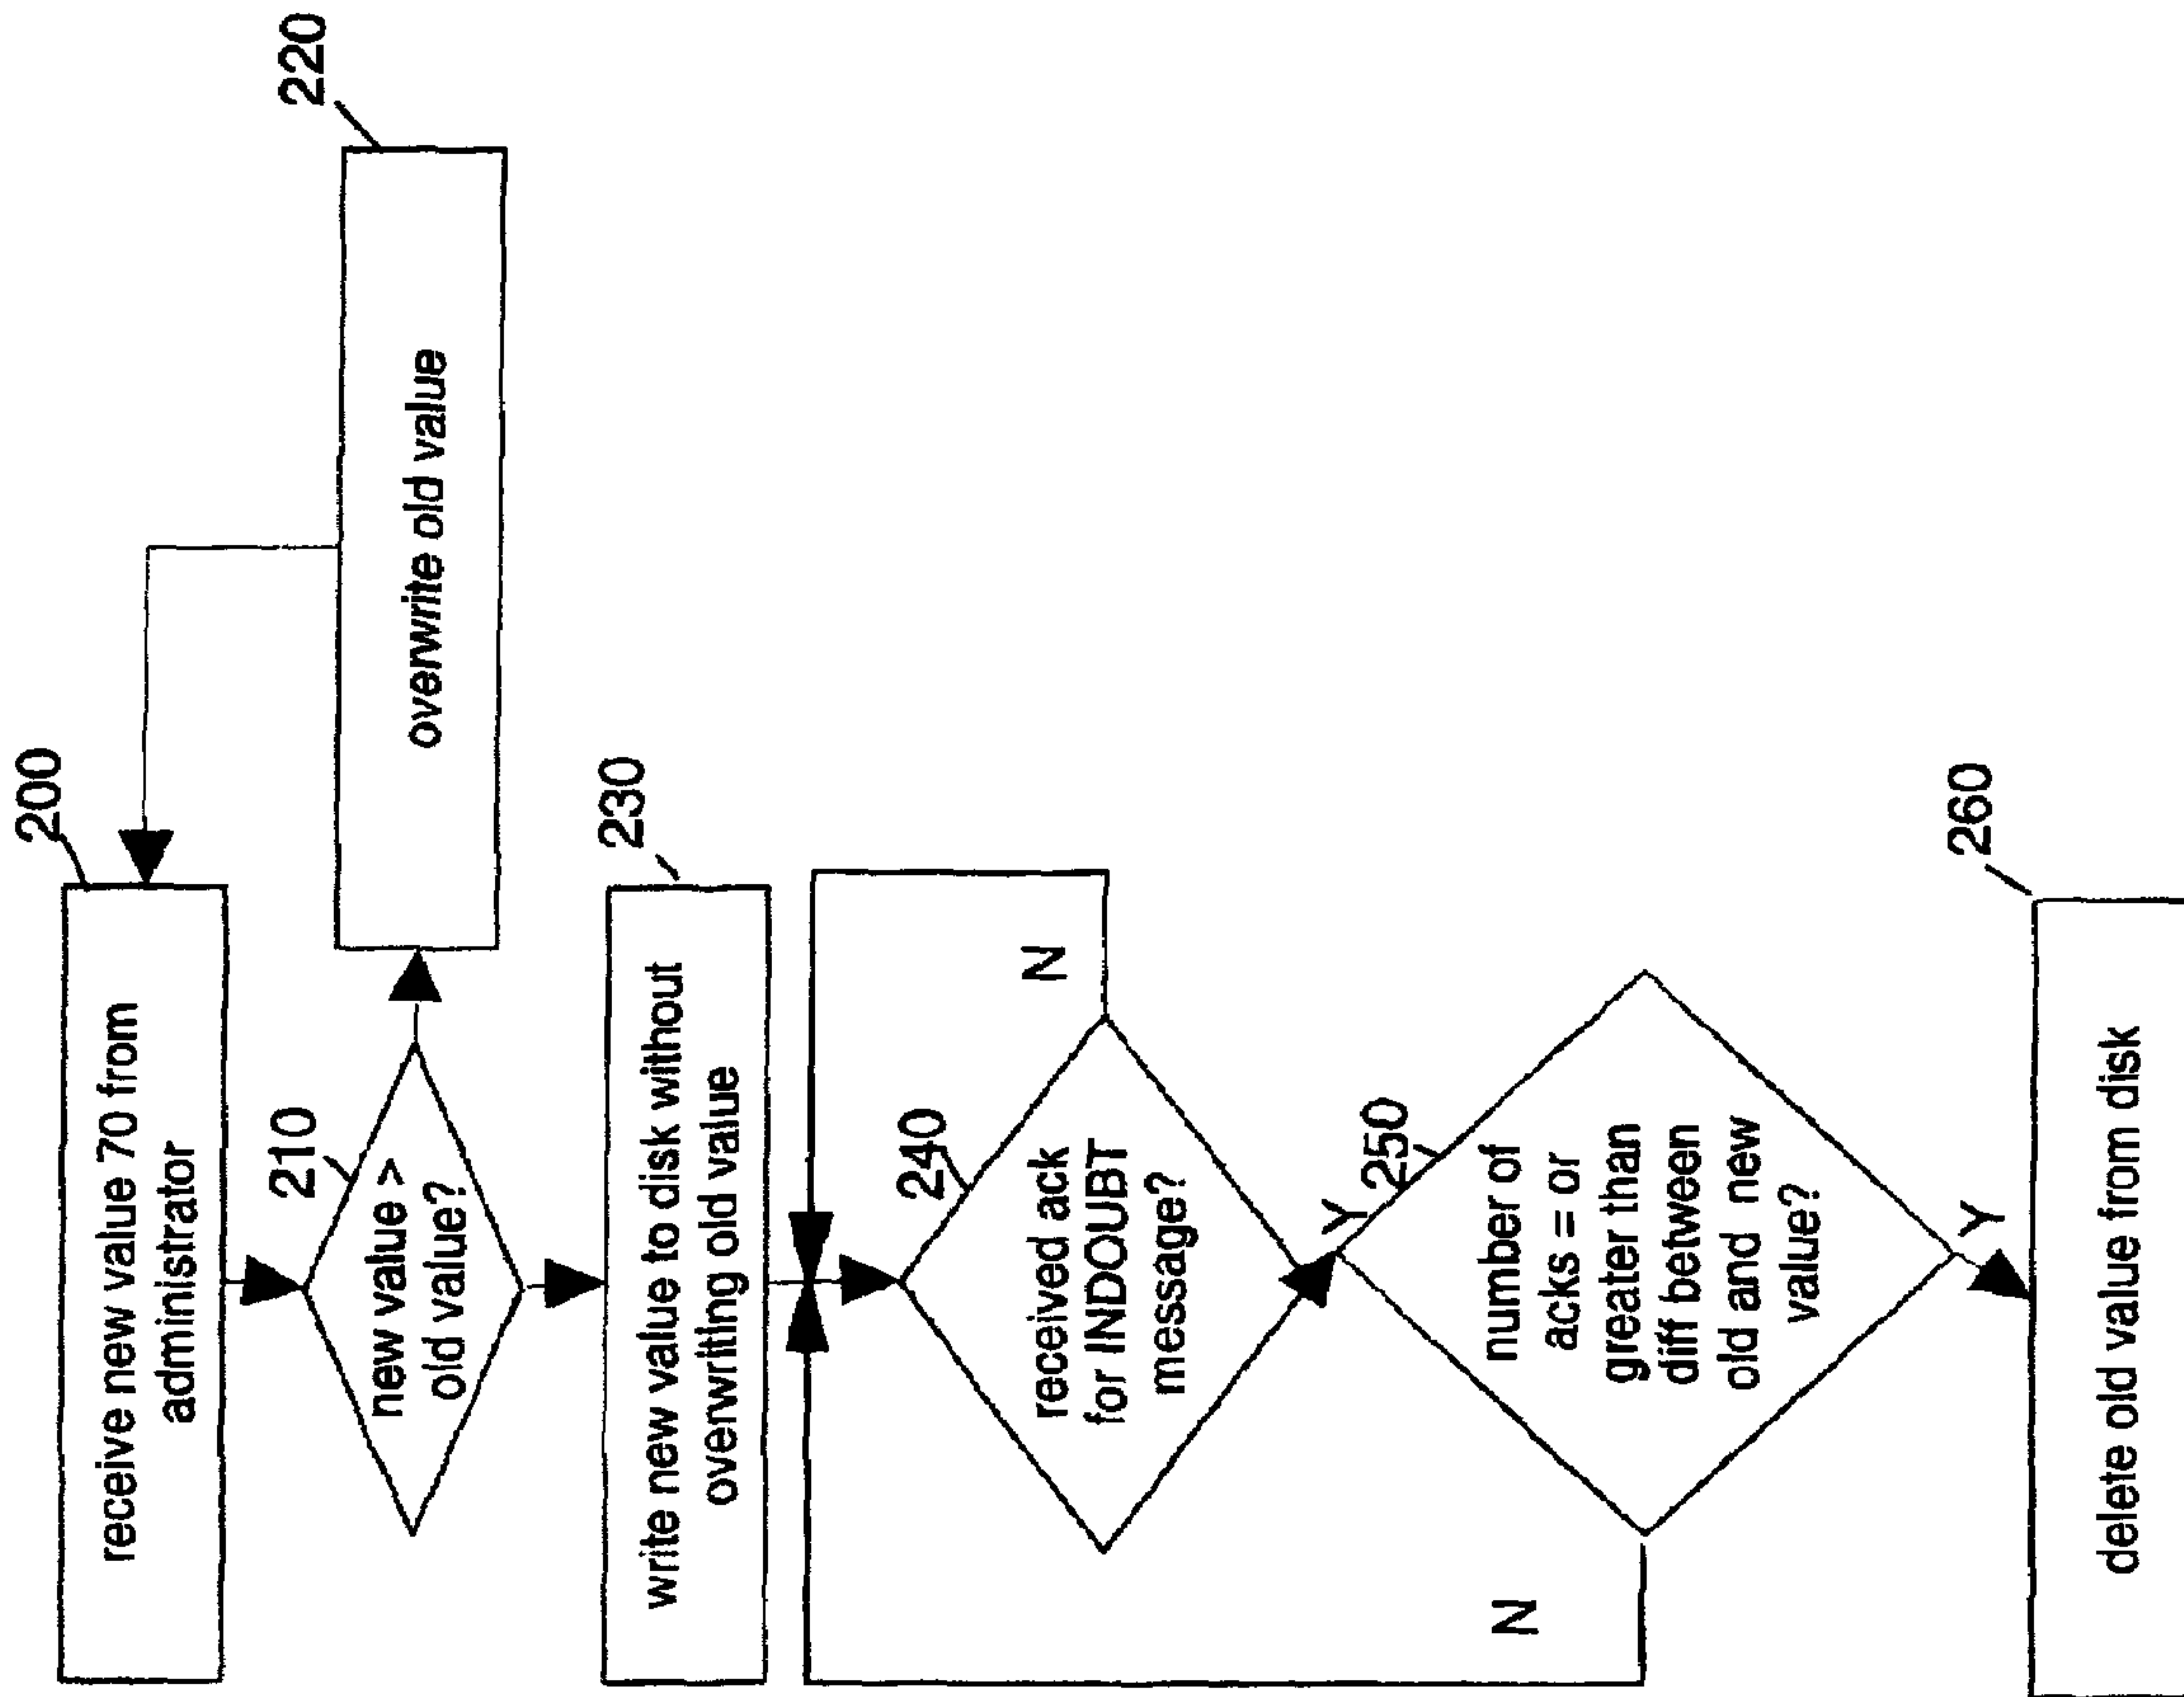 200
receive new value 70 from
administrator
210
new value >
old value?
220
overwrite old value
230
write new value to disk without
overwriting old value
240
received ack
for INDOUBT
message?
N
Y
250
number of
acks = or
greater than
diff between
old and new
value?
N
Y
260
delete old value from disk